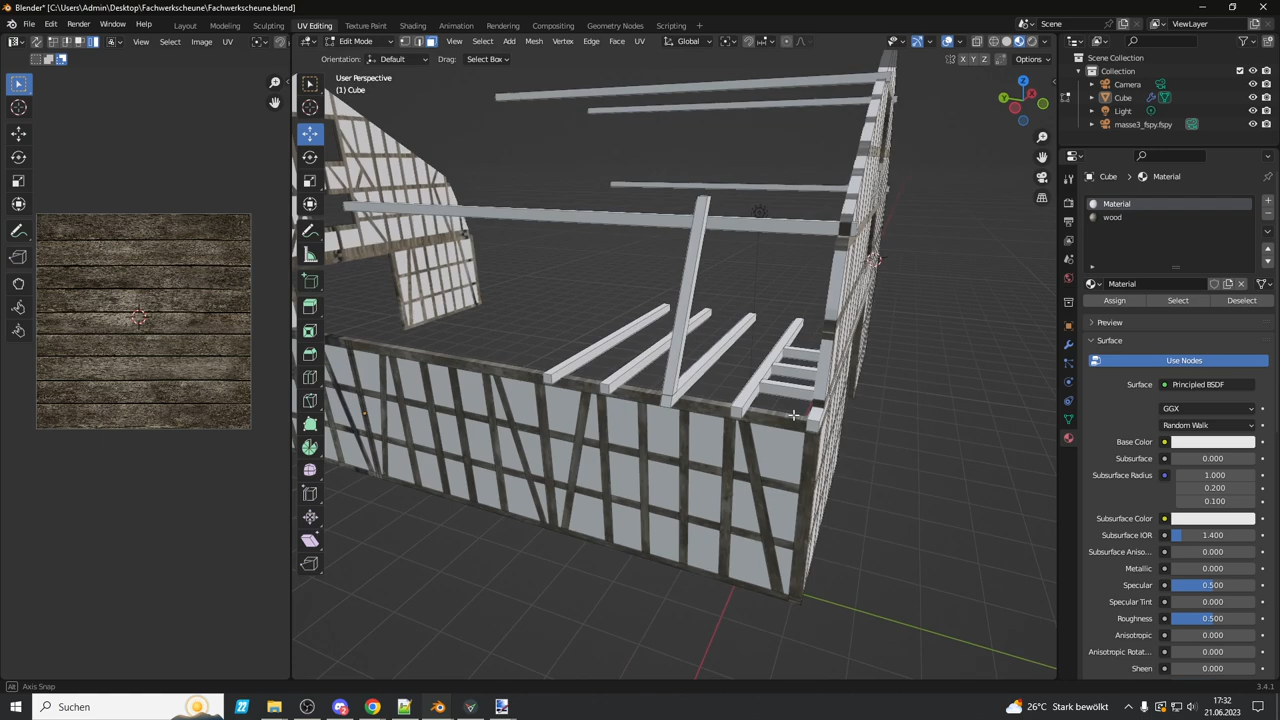 Blender* [C:\Users\Admin\Desktop\Fachwerkscheune\Fachwerkscheune.blend]
File Edit Render Window Help Layout Modeling Sculpting UV Editing Texture Paint Shading Animation Rendering Compositing Geometry Nodes Scripting Scene ViewLayer
View Select Image UV Edit Mode View Select Add Mesh Vertex Edge Face UV Global
Orientation: Default Drag: Select Box X Y Z Options
User Perspective
(1) Cube
Z
Y
X
Scene Collection
Collection
Camera
Cube
Light
masse3_fspy.fspy
Cube Material
Material
wood
Material
Assign Select Deselect
Preview
Surface
Use Nodes
Surface Principled BSDF
GGX
Random Walk
Base Color
Subsurface 0.000
Subsurface Radius 1.000
0.200
0.100
Subsurface Color
Subsurface IOR 1.400
Subsurface Aniso... 0.000
Metallic 0.000
Specular 0.500
Specular Tint 0.000
Roughness 0.500
Anisotropic 0.000
Anisotropic Rotat... 0.000
Sheen 0.000
Alt Axis Snap 3.4.1
Suchen 26°C Stark bewölkt 17:32
21.06.2023